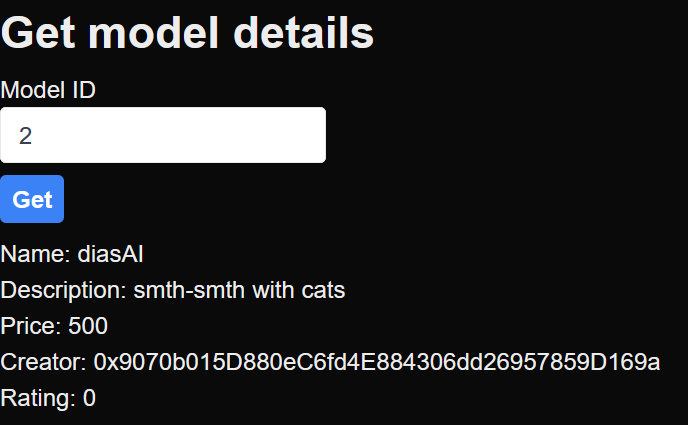 Get model details
Model ID
2
Get
Name: diasAI
Description: smth-smth with cats
Price: 500
Creator: 0x9070b015D880eC6fd4E884306dd26957859D169a
Rating: 0